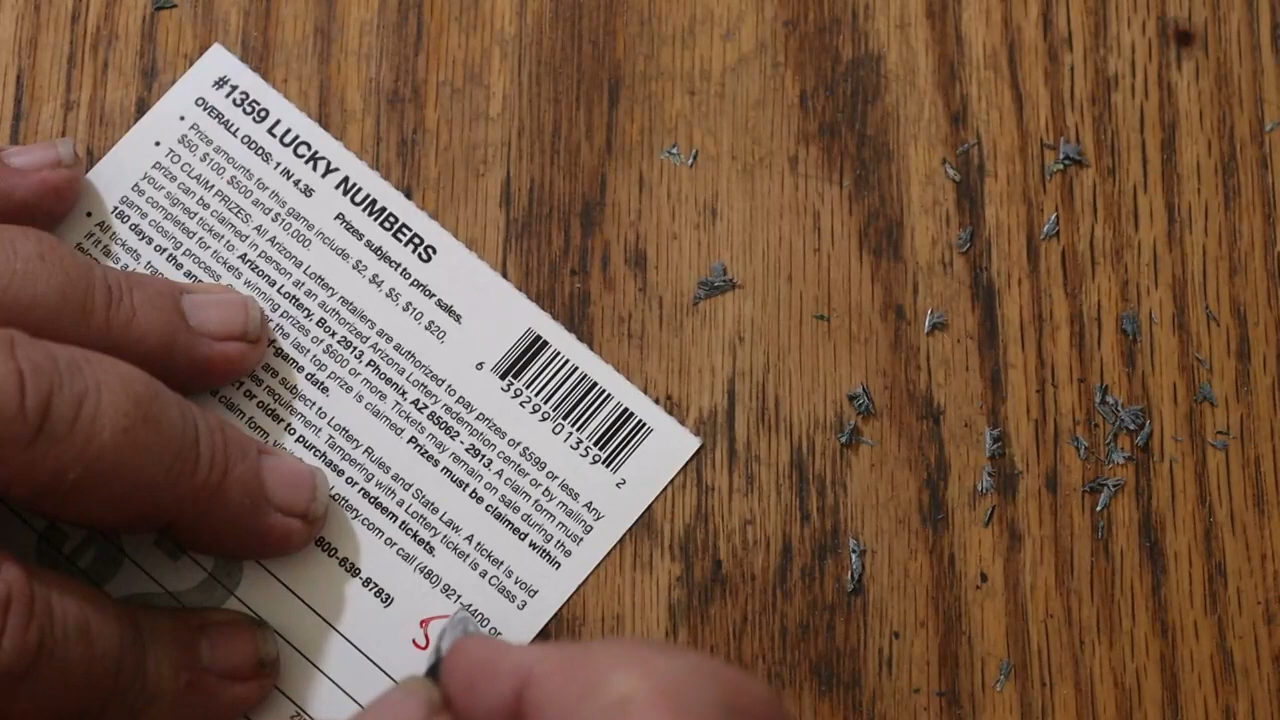 #1359 LUCKY NUMBERS
OVERALL ODDS: 1 IN 4.35 Prizes subject to prior sales.
• Prize amounts for this game include: $2, $4, $5, $10, $20,
$50, $100, $500 and $10,000.
• TO CLAIM PRIZES: All Arizona Lottery retailers are authorized to pay prizes of $599 or less. Any
prize can be claimed in person at an authorized Arizona Lottery redemption center or by mailing
your signed ticket to: Arizona Lottery, Box 2913, Phoenix, AZ 85062 - 2913. A claim form must
be completed for tickets winning prizes of $600 or more. Tickets may remain on sale during the
game closing process, the last top prize is claimed. Prizes must be claimed within
180 days of the of-game date.
• All tickets, are subject to Lottery Rules and State Law. A ticket is void
if it fails a requirement. Tampering with a Lottery ticket is a Class 3
21 or older to purchase or redeem tickets.
a claim form, Lottery.com or call (480) 921-4400 or
800-639-8783)
6 39299 01359 2